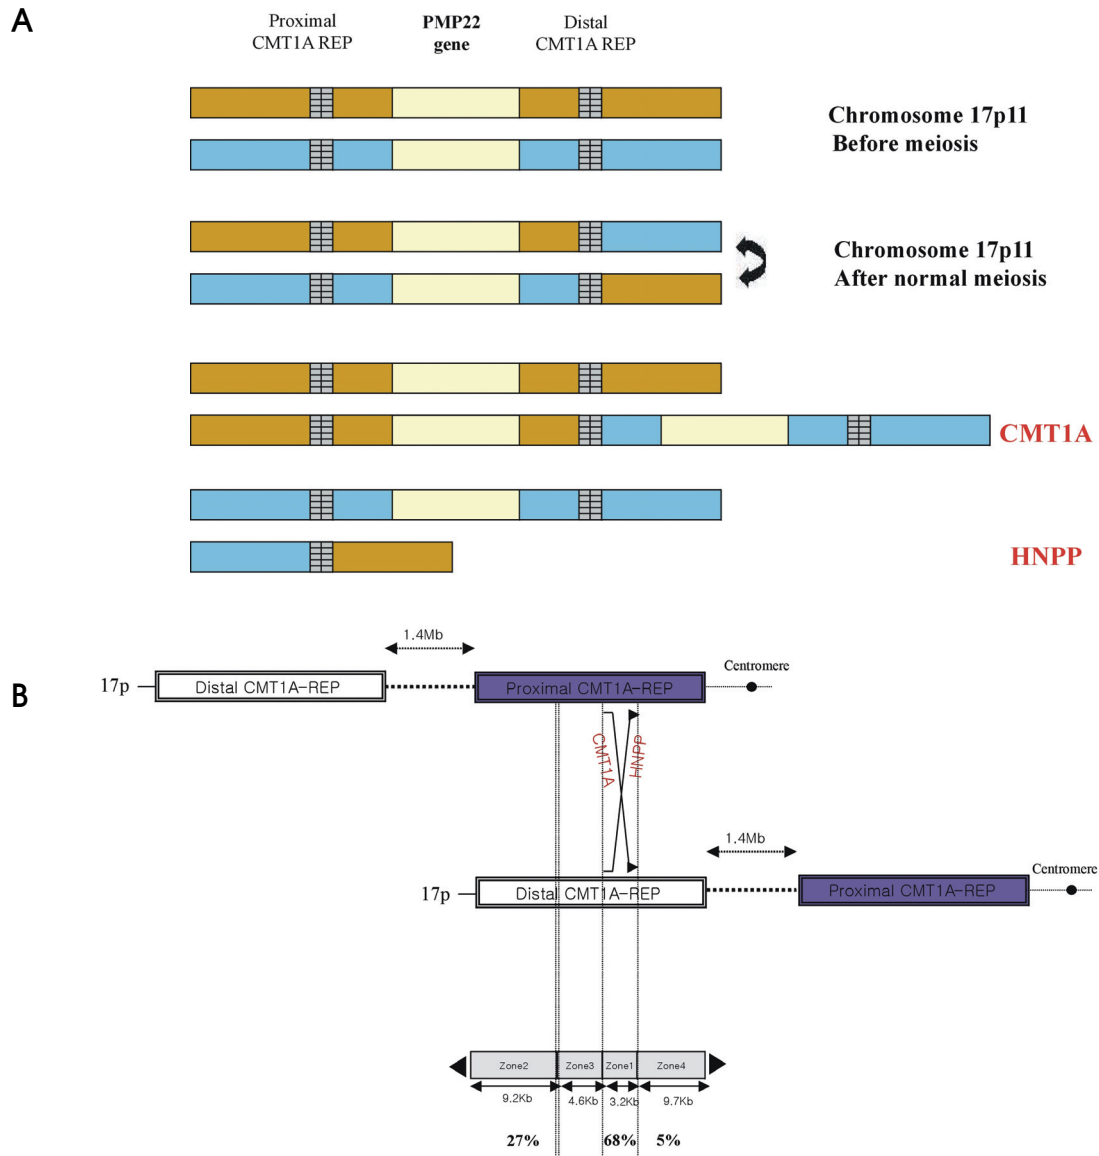 A
Proximal
CMT1A REP
PMP22
gene
Distal
CMT1A REP
Chromosome 17p11
Before meiosis
Chromosome 17p11
After normal meiosis
CMT1A
HNPP
B
1.4Mb
17p
Distal CMT1A-REP
Proximal CMT1A-REP
Centromere
CMT1A
HNPP
1.4Mb
17p
Distal CMT1A-REP
Proximal CMT1A-REP
Centromere
Zone2 Zone3 Zone1 Zone4
9.2Kb 4.6Kb 3.2Kb 9.7Kb
27% 68% 5%